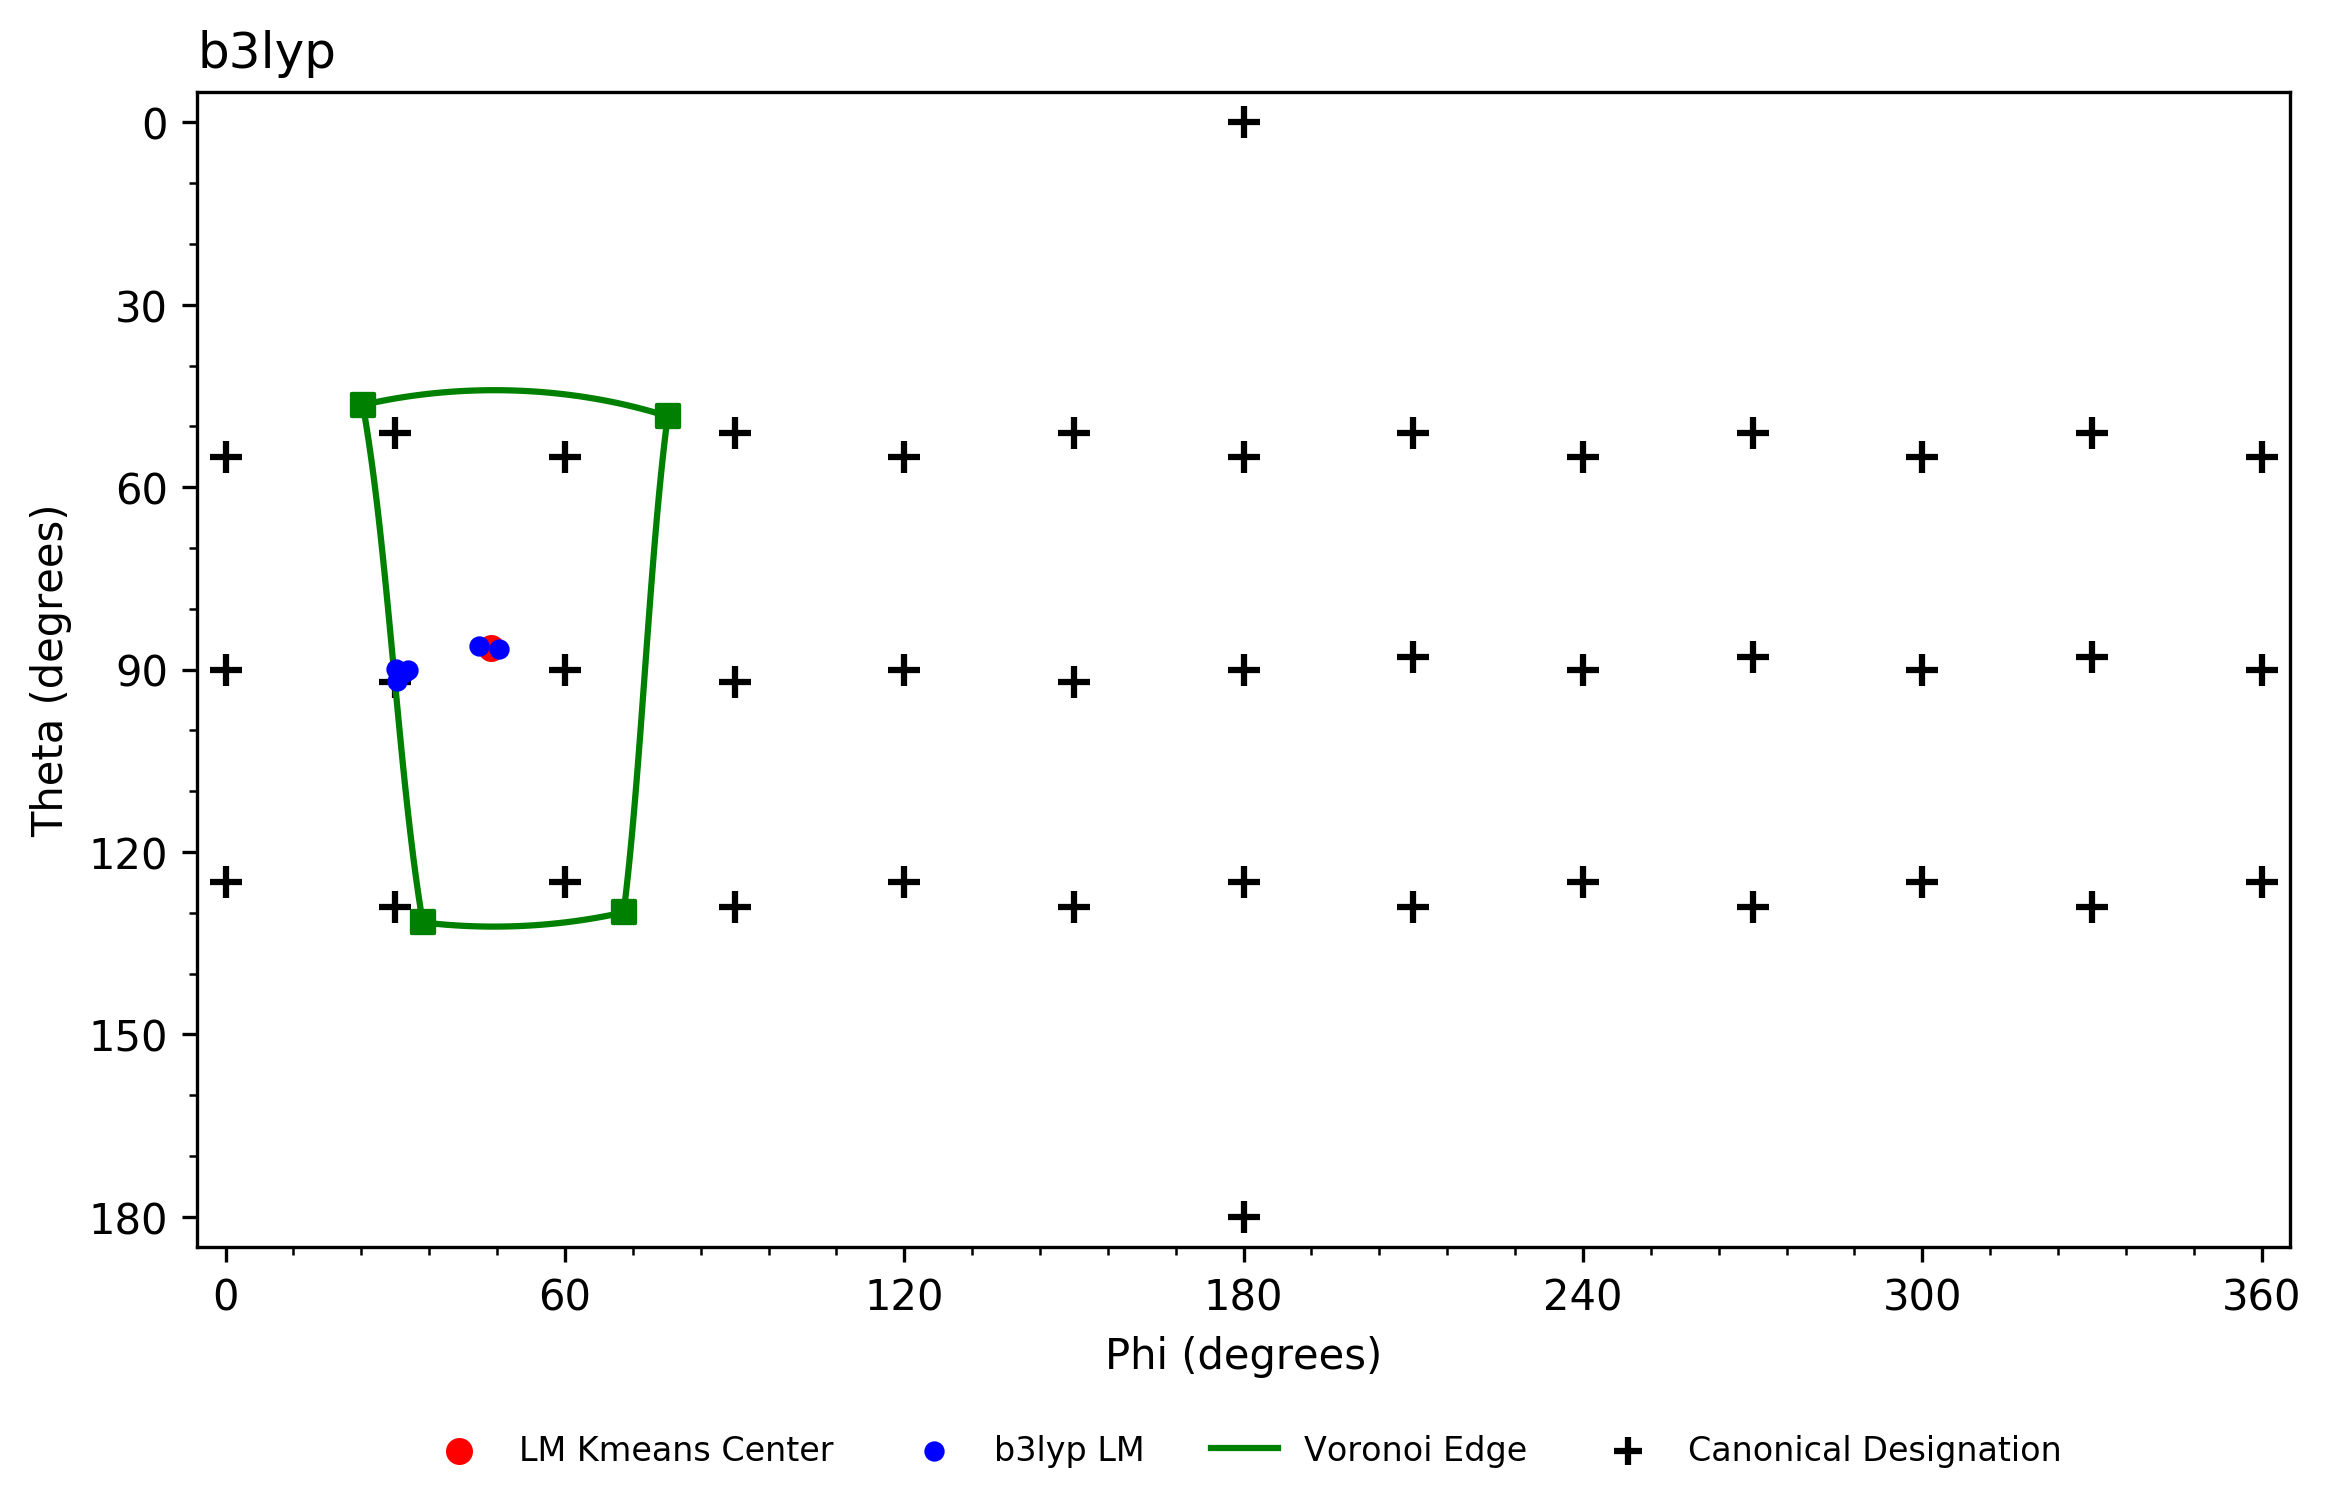 b3lyp
0
30
60
90
120
150
180
Theta (degrees)
0 60 120 180 240 300 360
Phi (degrees)
LM Kmeans Center b3lyp LM Voronoi Edge Canonical Designation